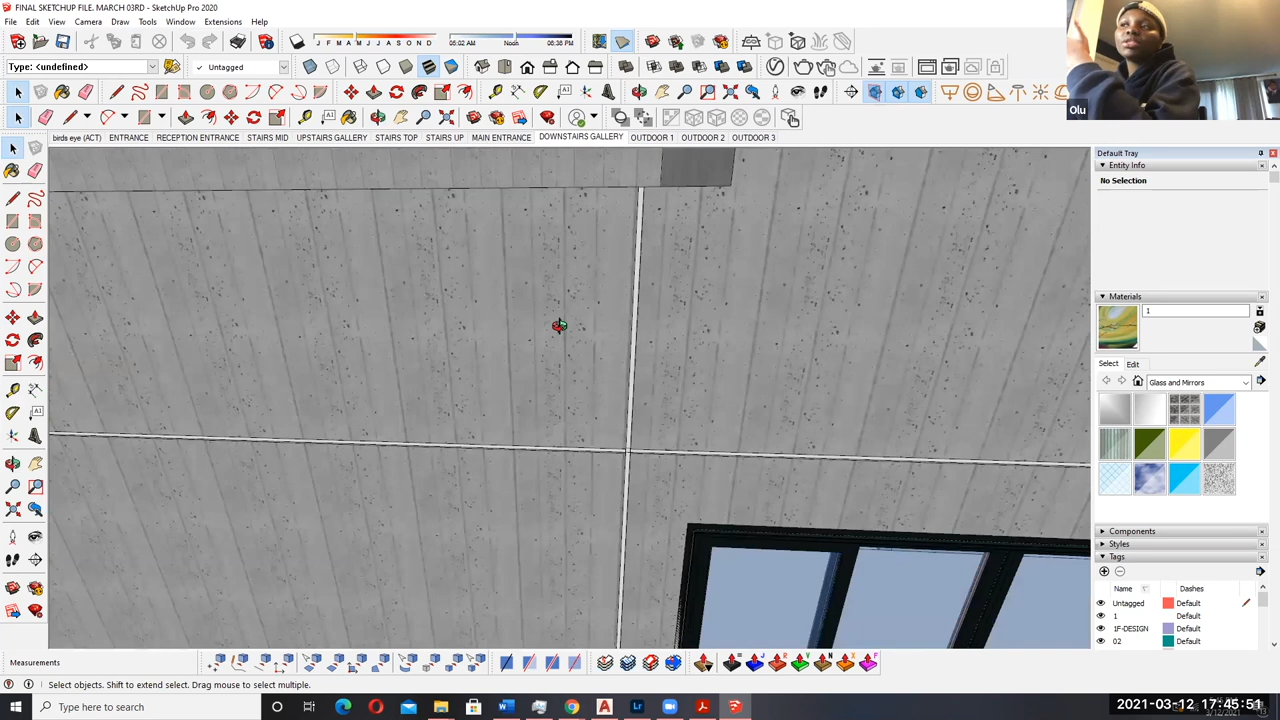 FINAL SKETCHUP FILE. MARCH 03RD - SketchUp Pro 2020
File Edit View Camera Draw Tools Window Extensions Help
J F M A M J J A S O N D 05:02 AM Noon 06:36 PM
Type: <undefined> Untagged
Olu
birds eye (ACT) ENTRANCE RECEPTION ENTRANCE STAIRS MID UPSTAIRS GALLERY STAIRS TOP STAIRS UP MAIN ENTRANCE DOWNSTAIRS GALLERY OUTDOOR 1 OUTDOOR 2 OUTDOOR 3
Default Tray
Entity Info
No Selection
Materials
1
Select Edit
Glass and Mirrors
Components
Styles
Tags
Name Dashes
Untagged Default
1 Default
1F-DESIGN Default
02 Default
Measurements
Select objects. Shift to extend select. Drag mouse to select multiple.
Type here to search
2021-03-12 17:45:51